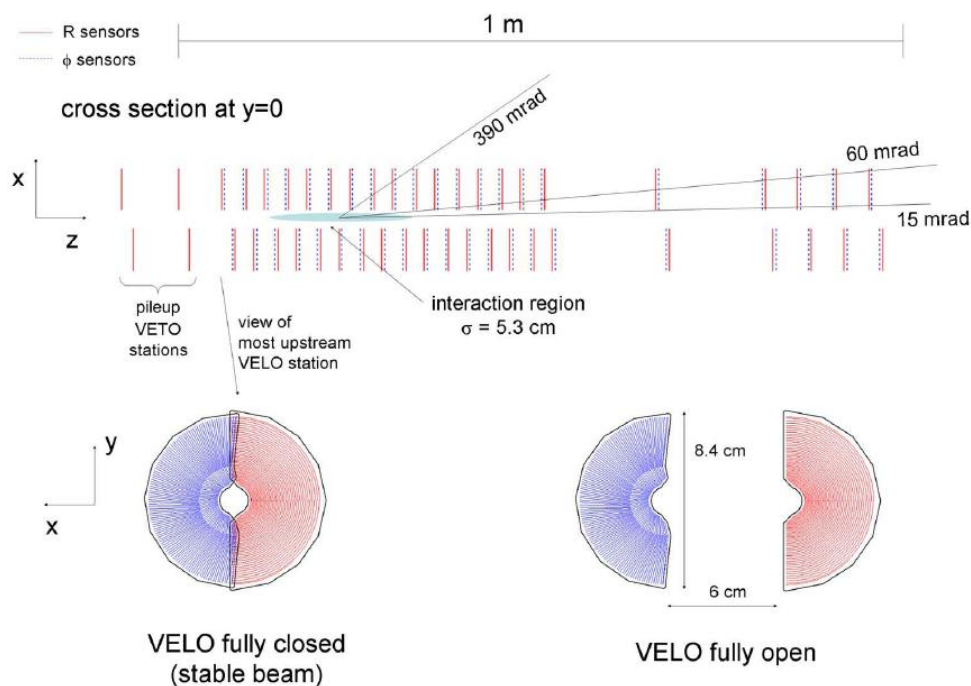 R sensors
1 m
ϕ sensors
cross section at y=0
390 mrad
60 mrad
x
15 mrad
z
pileup
VETO
stations
view of
most upstream
VELO station
interaction region
σ = 5.3 cm
y
x
8.4 cm
6 cm
VELO fully closed
(stable beam)
VELO fully open